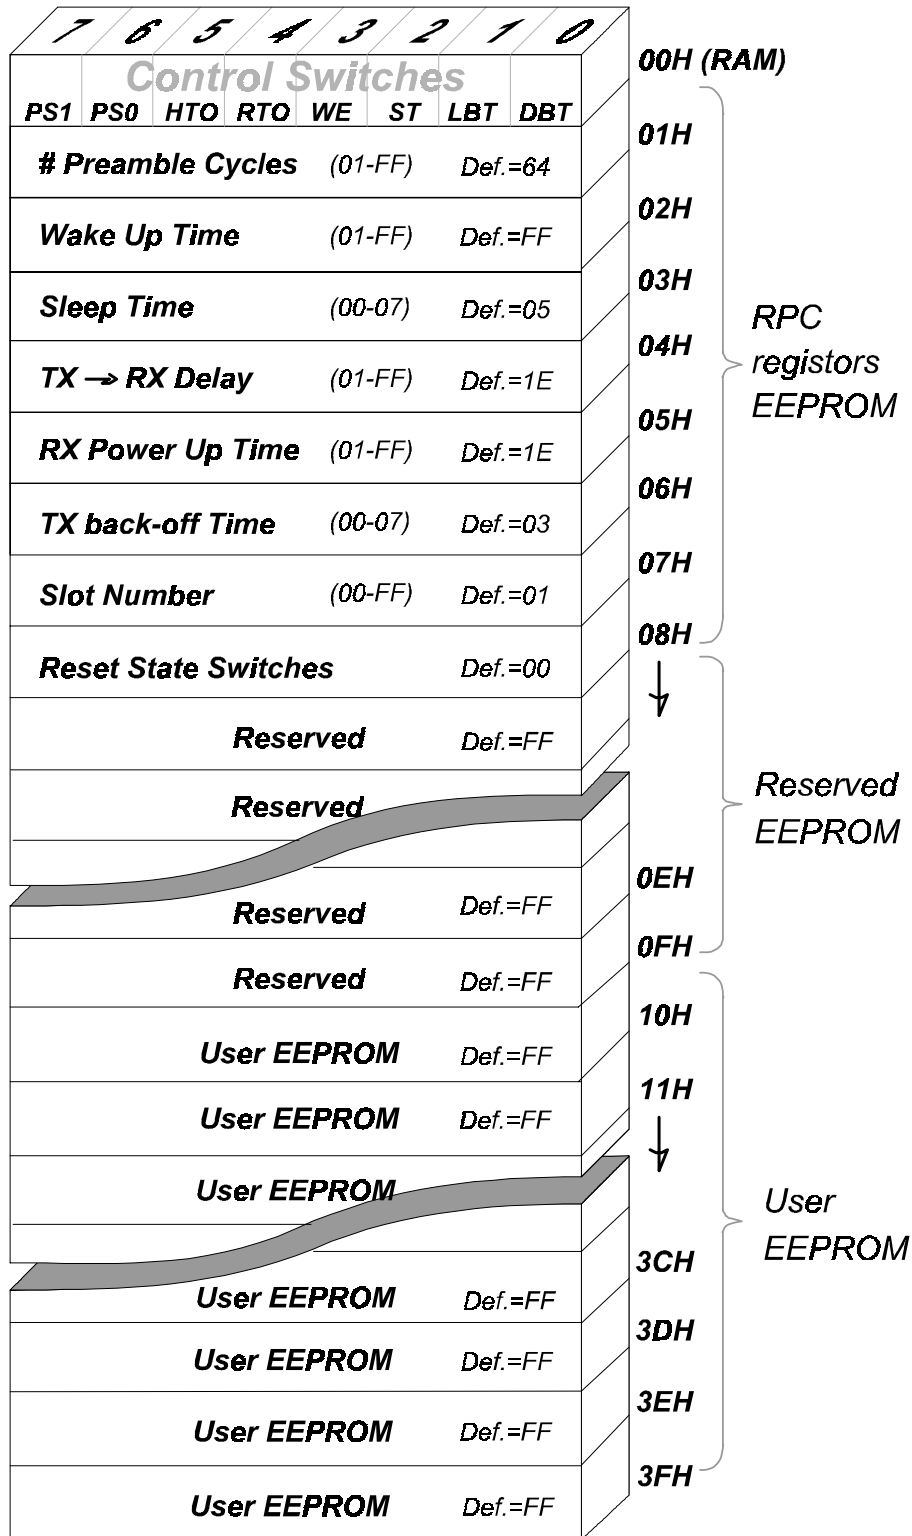 7 6 5 4 3 2 1 0
Control Switches
PS1 PS0 HTO RTO WE ST LBT DBT
00H (RAM)
# Preamble Cycles (01-FF) Def.=64
01H
Wake Up Time (01-FF) Def.=FF
02H
Sleep Time (00-07) Def.=05
03H
TX → RX Delay (01-FF) Def.=1E
04H
RX Power Up Time (01-FF) Def.=1E
05H
TX back-off Time (00-07) Def.=03
06H
Slot Number (00-FF) Def.=01
07H
Reset State Switches Def.=00
08H
RPC
registors
EEPROM
Reserved Def.=FF
Reserved
Reserved Def.=FF
0EH
Reserved Def.=FF
0FH
Reserved
EEPROM
User EEPROM Def.=FF
10H
User EEPROM Def.=FF
11H
User EEPROM
User EEPROM Def.=FF
3CH
User EEPROM Def.=FF
3DH
User EEPROM Def.=FF
3EH
User EEPROM Def.=FF
3FH
User
EEPROM